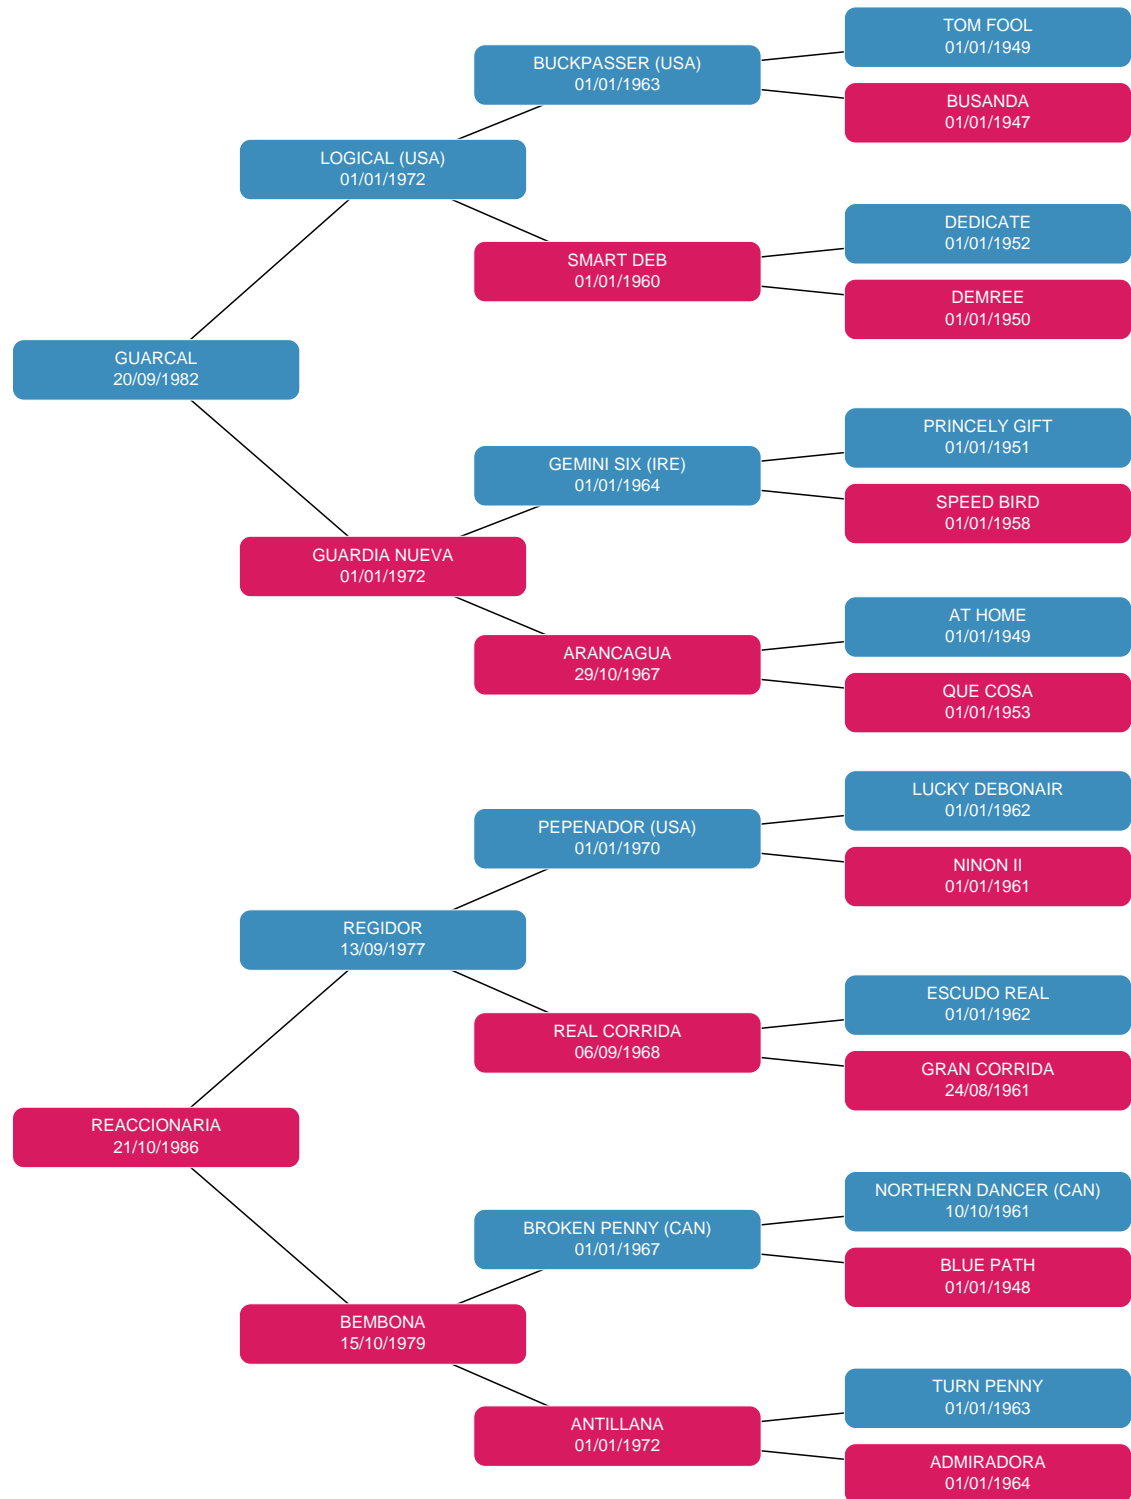 TOM FOOL
01/01/1949
BUCKPASSER (USA)
01/01/1963
BUSANDA
01/01/1947
LOGICAL (USA)
01/01/1972
DEDICATE
01/01/1952
SMART DEB
01/01/1960
DEMREE
01/01/1950
GUARCAL
20/09/1982
PRINCELY GIFT
01/01/1951
GEMINI SIX (IRE)
01/01/1964
SPEED BIRD
01/01/1958
GUARDIA NUEVA
01/01/1972
AT HOME
01/01/1949
ARANCAGUA
29/10/1967
QUE COSA
01/01/1953
LUCKY DEBONAIR
01/01/1962
PEPENADOR (USA)
01/01/1970
NINON II
01/01/1961
REGIDOR
13/09/1977
ESCUDO REAL
01/01/1962
REAL CORRIDA
06/09/1968
GRAN CORRIDA
24/08/1961
REACCIONARIA
21/10/1986
NORTHERN DANCER (CAN)
10/10/1961
BROKEN PENNY (CAN)
01/01/1967
BLUE PATH
01/01/1948
BEMBONA
15/10/1979
TURN PENNY
01/01/1963
ANTILLANA
01/01/1972
ADMIRADORA
01/01/1964